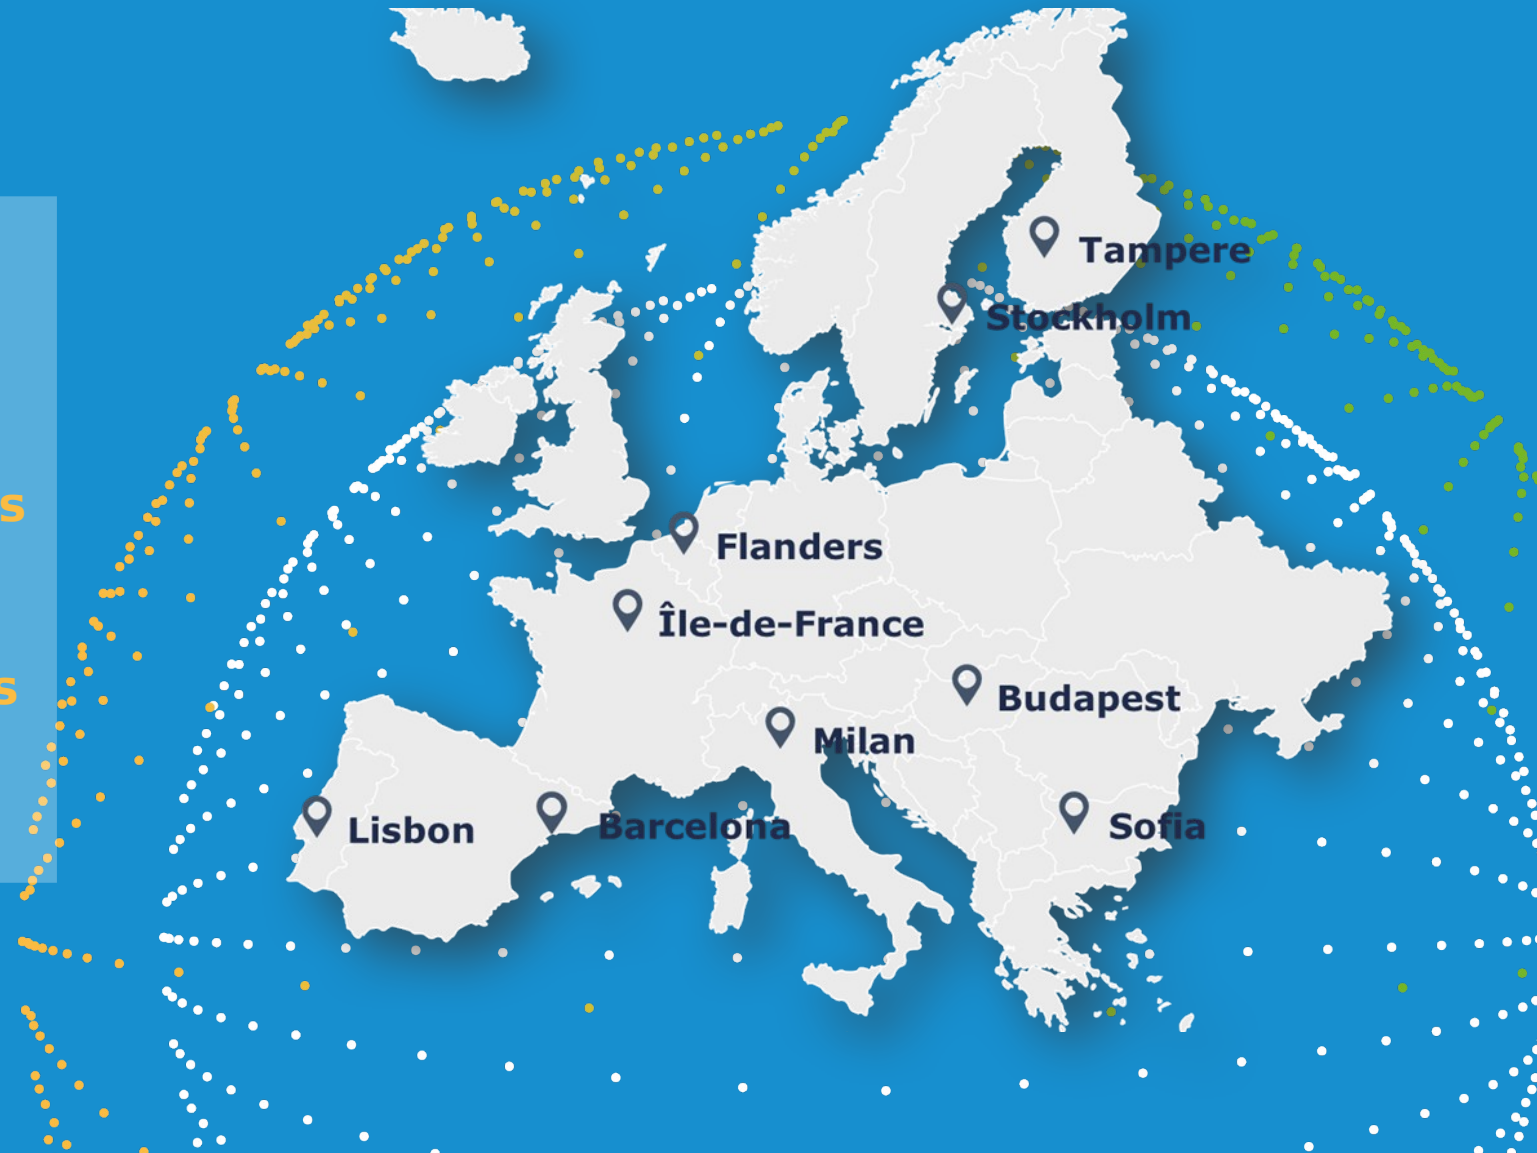 Tampere
Stockholm
s
Flanders
Île-de-France
s
Budapest
Milan
Lisbon
Barcelona
Sofia